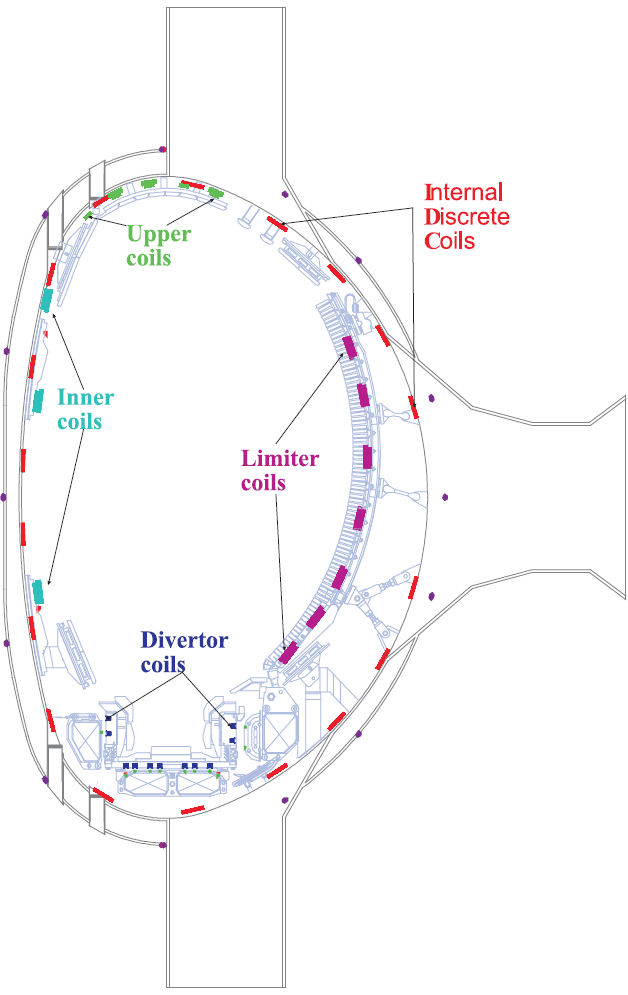 Internal
Discrete
Coils
Upper
coils
Inner
coils
Limiter
coils
Divertor
coils